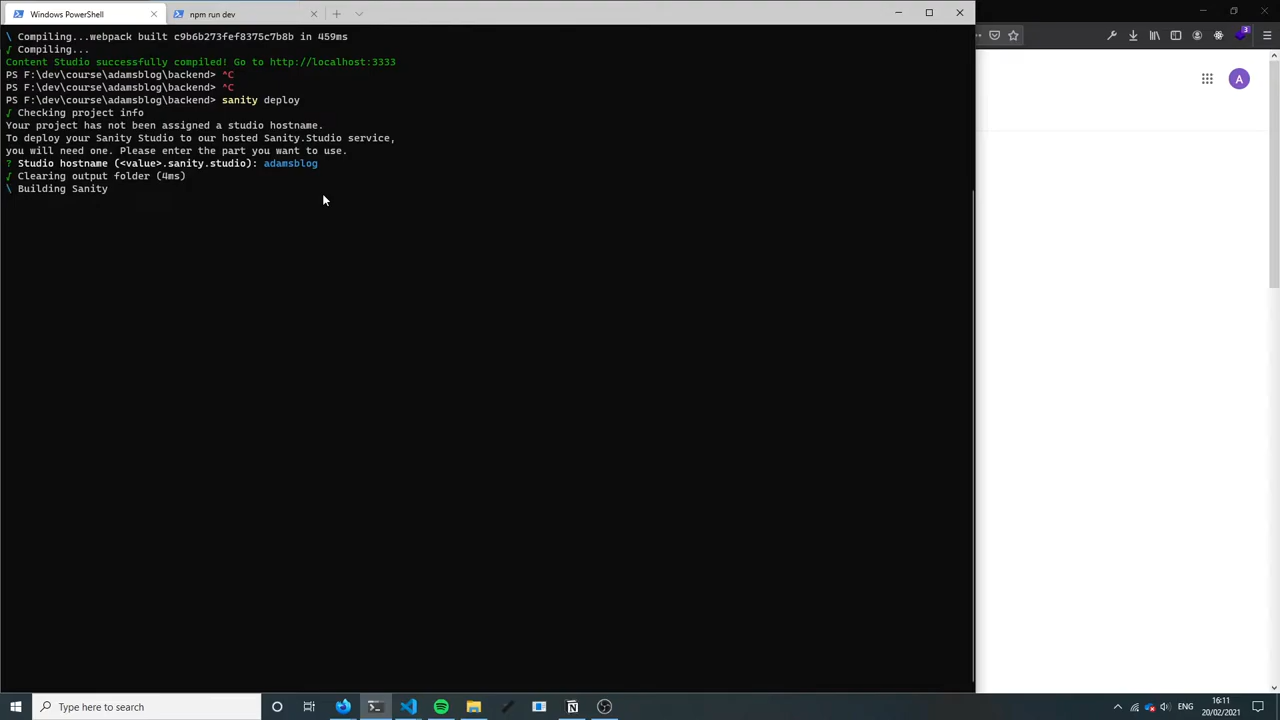 Windows PowerShell
npm run dev
\ Compiling...webpack built c9b6b273fef8375c7b8b in 459ms
√ Compiling...
Content Studio successfully compiled! Go to http://localhost:3333
PS F:\dev\course\adamsblog\backend> ^C
PS F:\dev\course\adamsblog\backend> ^C
PS F:\dev\course\adamsblog\backend> sanity deploy
√ Checking project info
Your project has not been assigned a studio hostname.
To deploy your Sanity Studio to our hosted Sanity.Studio service,
you will need one. Please enter the part you want to use.
? Studio hostname (<value>.sanity.studio): adamsblog
√ Clearing output folder (4ms)
\ Building Sanity
A
Type here to search
ENG
16:11
20/02/2021